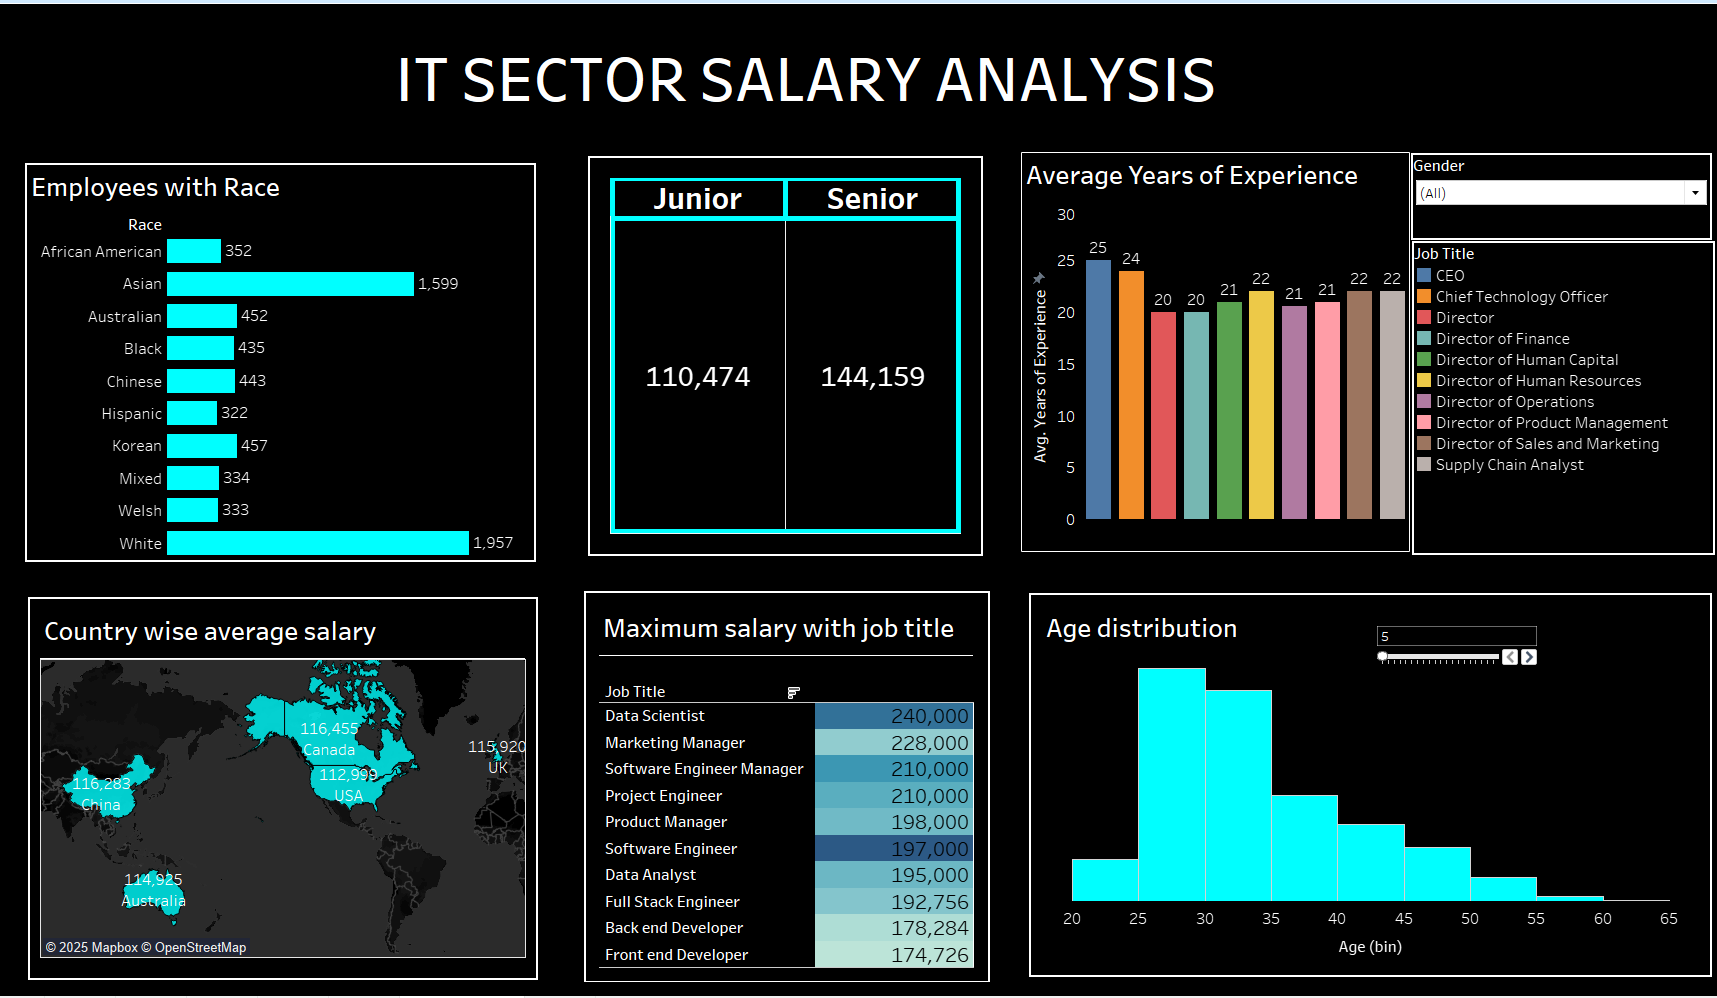 IT SECTOR SALARY ANALYSIS
Employees with Race
Race
African American 352
Asian 1,599
Australian 452
Black 435
Chinese 443
Hispanic 322
Korean 457
Mixed 334
Welsh 333
White 1,957
Junior Senior
110,474 144,159
Average Years of Experience
Avg. Years of Experience
30
25
20
15
10
5
0
25 24 20 20 21 22 21 21 22 22
Gender
(All)
Job Title
CEO
Chief Technology Officer
Director
Director of Finance
Director of Human Capital
Director of Human Resources
Director of Operations
Director of Product Management
Director of Sales and Marketing
Supply Chain Analyst
Country wise average salary
116,455
Canada
115,920
UK
112,999
USA
116,283
China
114,925
Australia
© 2025 Mapbox © OpenStreetMap
Maximum salary with job title
Job Title
Data Scientist 240,000
Marketing Manager 228,000
Software Engineer Manager 210,000
Project Engineer 210,000
Product Manager 198,000
Software Engineer 197,000
Data Analyst 195,000
Full Stack Engineer 192,756
Back end Developer 178,284
Front end Developer 174,726
Age distribution
5
20 25 30 35 40 45 50 55 60 65
Age (bin)